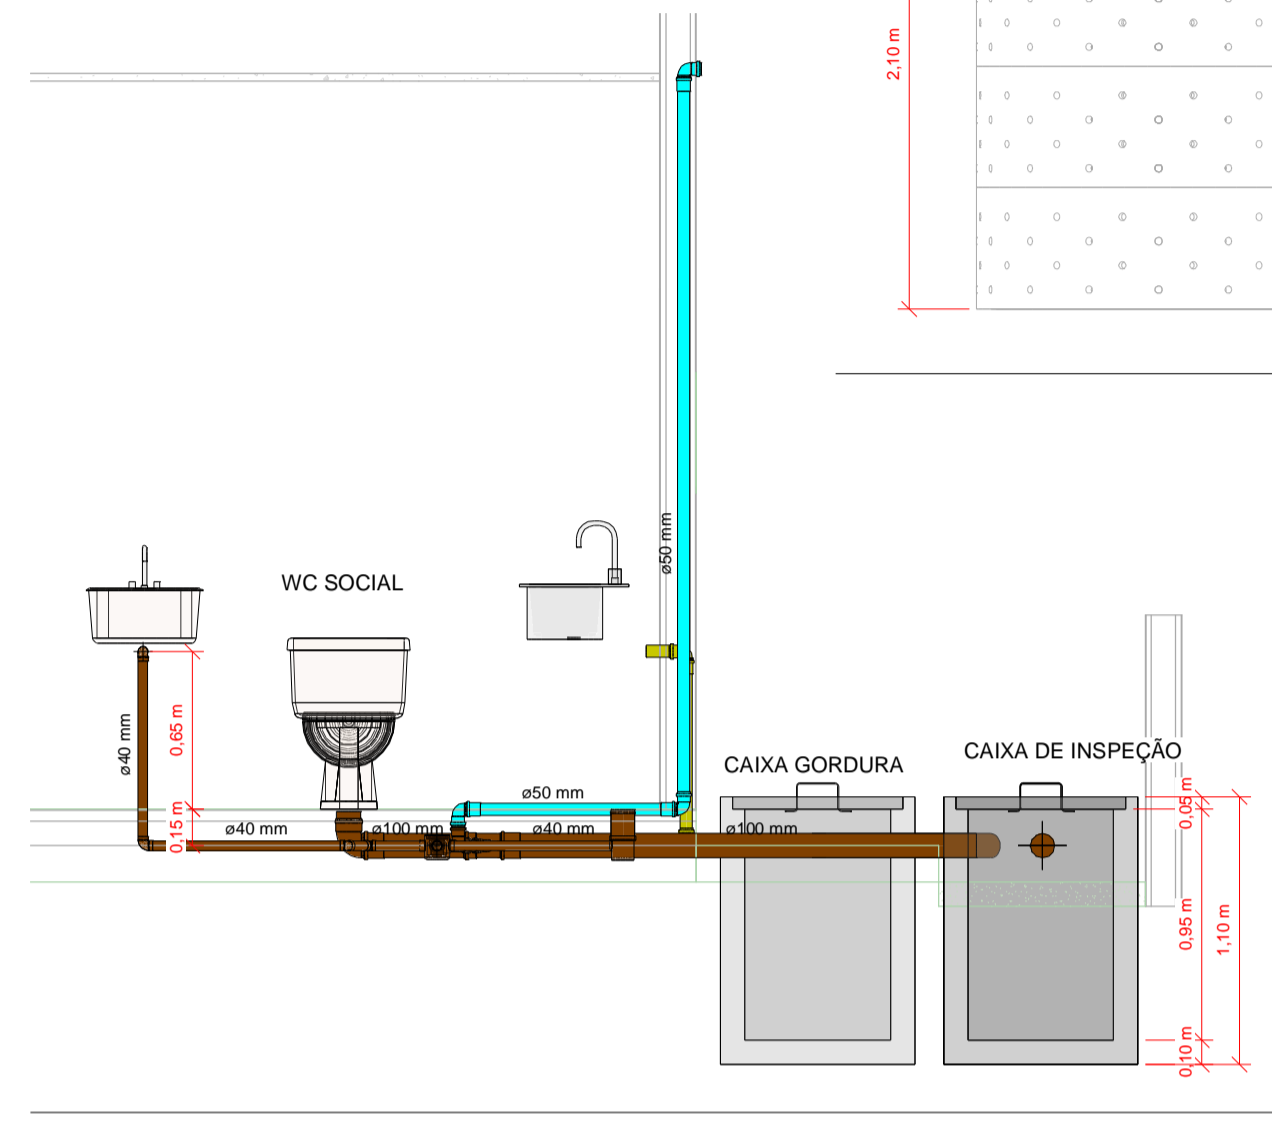 2,10 m
ø50 mm
WC SOCIAL
ø40 mm
0,65 m
0,15 m
ø40 mm
ø100 mm
ø50 mm
ø40 mm
ø100 mm
CAIXA GORDURA
CAIXA DE INSPEÇÃO
0,05 m
0,95 m
1,10 m
0,10 m